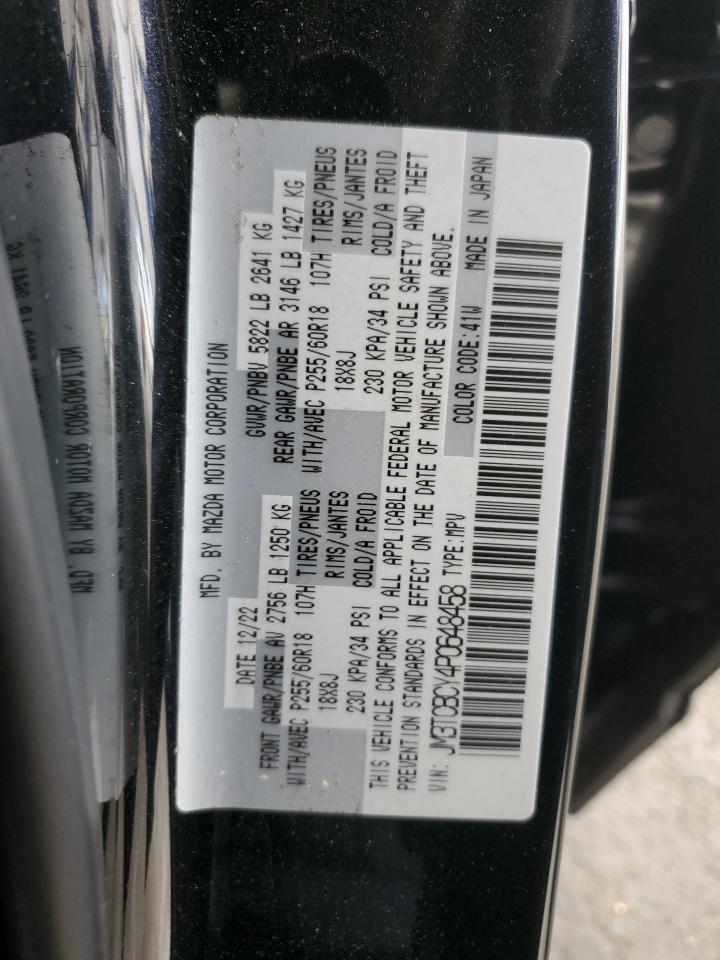 MFD. BY MAZDA MOTOR CORPORATION
DATE 12/22 GVWR/PNBV 5822 LB 2641 KG
FRONT GAWR/PNBE AV 2756 LB 1250 KG REAR GAWR/PNBE AR 3146 LB 1427 KG
WITH/AVEC P255/60R18 107H TIRES/PNEUS WITH/AVEC P255/60R18 107H TIRES/PNEUS
18X8J RIMS/JANTES 18X8J RIMS/JANTES
230 KPA/34 PSI COLD/A FROID 230 KPA/34 PSI COLD/A FROID
THIS VEHICLE CONFORMS TO ALL APPLICABLE FEDERAL MOTOR VEHICLE SAFETY AND THEFT
PREVENTION STANDARDS IN EFFECT ON THE DATE OF MANUFACTURE SHOWN ABOVE.
VIN: JM3TCBCY4P0648458 TYPE:MPV COLOR CODE:41W MADE IN JAPAN